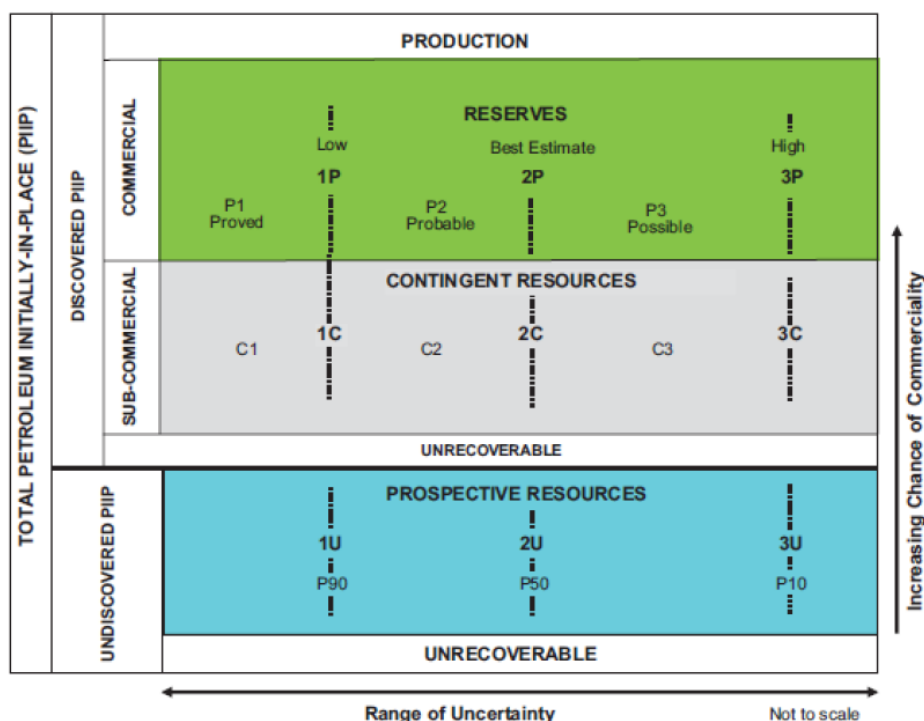 PRODUCTION
TOTAL PETROLEUM INITIALLY-IN-PLACE (PIIP)
DISCOVERED PIIP
COMMERCIAL
RESERVES
Low
Best Estimate
High
1P
2P
3P
P1
Proved
P2
Probable
P3
Possible
SUB-COMMERCIAL
CONTINGENT RESOURCES
1C
2C
3C
C1
C2
C3
UNRECOVERABLE
UNDISCOVERED PIIP
PROSPECTIVE RESOURCES
1U
2U
3U
P90
P50
P10
UNRECOVERABLE
Increasing Chance of Commerciality
Range of Uncertainty
Not to scale